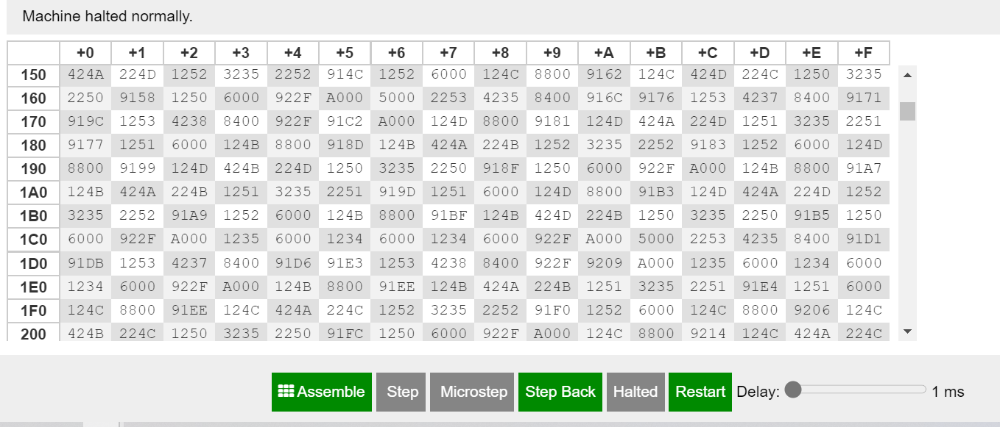 Machine halted normally.
+0 +1 +2 +3 +4 +5 +6 +7 +8 +9 +A +B +C +D +E +F
150 424A 224D 1252 3235 2252 914C 1252 6000 124C 8800 9162 124C 424D 224C 1250 3235
160 2250 9158 1250 6000 922F A000 5000 2253 4235 8400 916C 9176 1253 4237 8400 9171
170 919C 1253 4238 8400 922F 91C2 A000 124D 8800 9181 124D 424A 224D 1251 3235 2251
180 9177 1251 6000 124B 8800 918D 124B 424A 224B 1252 3235 2252 9183 1252 6000 124D
190 8800 9199 124D 424B 224D 1250 3235 2250 918F 1250 6000 922F A000 124B 8800 91A7
1A0 124B 424A 224B 1251 3235 2251 919D 1251 6000 124D 8800 91B3 124D 424A 224D 1252
1B0 3235 2252 91A9 1252 6000 124B 8800 91BF 124B 424D 224B 1250 3235 2250 91B5 1250
1C0 6000 922F A000 1235 6000 1234 6000 1234 6000 922F A000 5000 2253 4235 8400 91D1
1D0 91DB 1253 4237 8400 91D6 91E3 1253 4238 8400 922F 9209 A000 1235 6000 1234 6000
1E0 1234 6000 922F A000 124B 8800 91EE 124B 424A 224B 1251 3235 2251 91E4 1251 6000
1F0 124C 8800 91EE 124C 424A 224C 1252 3235 2252 91F0 1252 6000 124C 8800 9206 124C
200 424B 224C 1250 3235 2250 91FC 1250 6000 922F A000 124C 8800 9214 124C 424A 224C
Assemble Step Microstep Step Back Halted Restart Delay: 1 ms